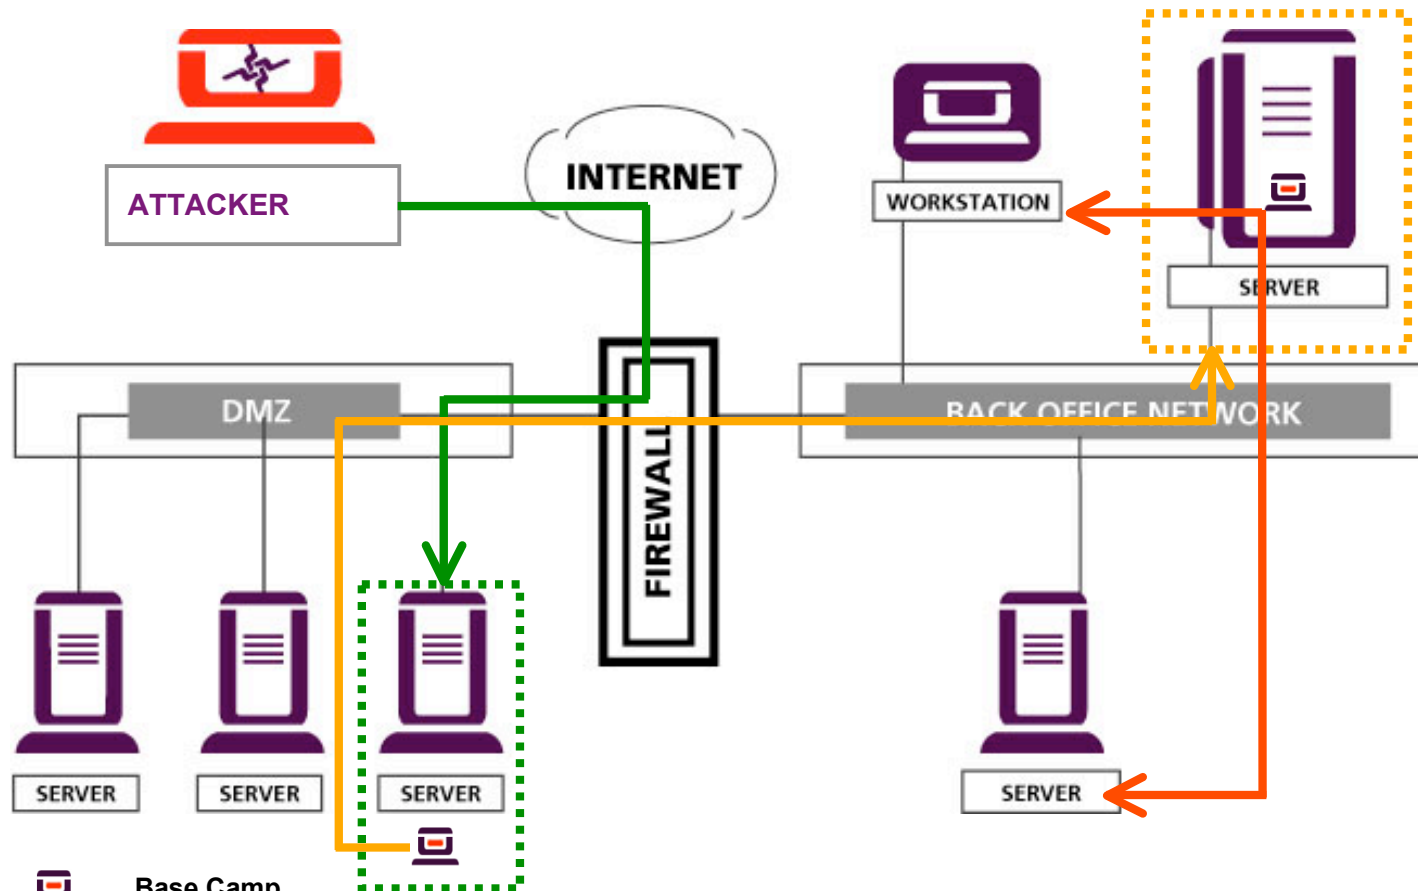 ATTACKER
INTERNET
WORKSTATION
SERVER
DMZ
FIREWALL
BACK OFFICE NETWORK
SERVER
SERVER
SERVER
SERVER
Base Camp